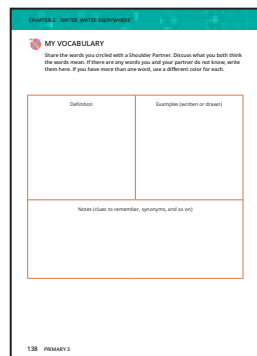 CHAPTER 2 WATER, WATER EVERYWHERE
MY VOCABULARY
Share the words you circled with a Shoulder Partner. Discuss what you both think
the words mean. If there are any words you and your partner do not know, write
them here. If you have more than one word, use a different color for each.
Definition
Examples (written or drawn)
Notes (clues to remember, synonyms, and so on)
138 PRIMARY 3